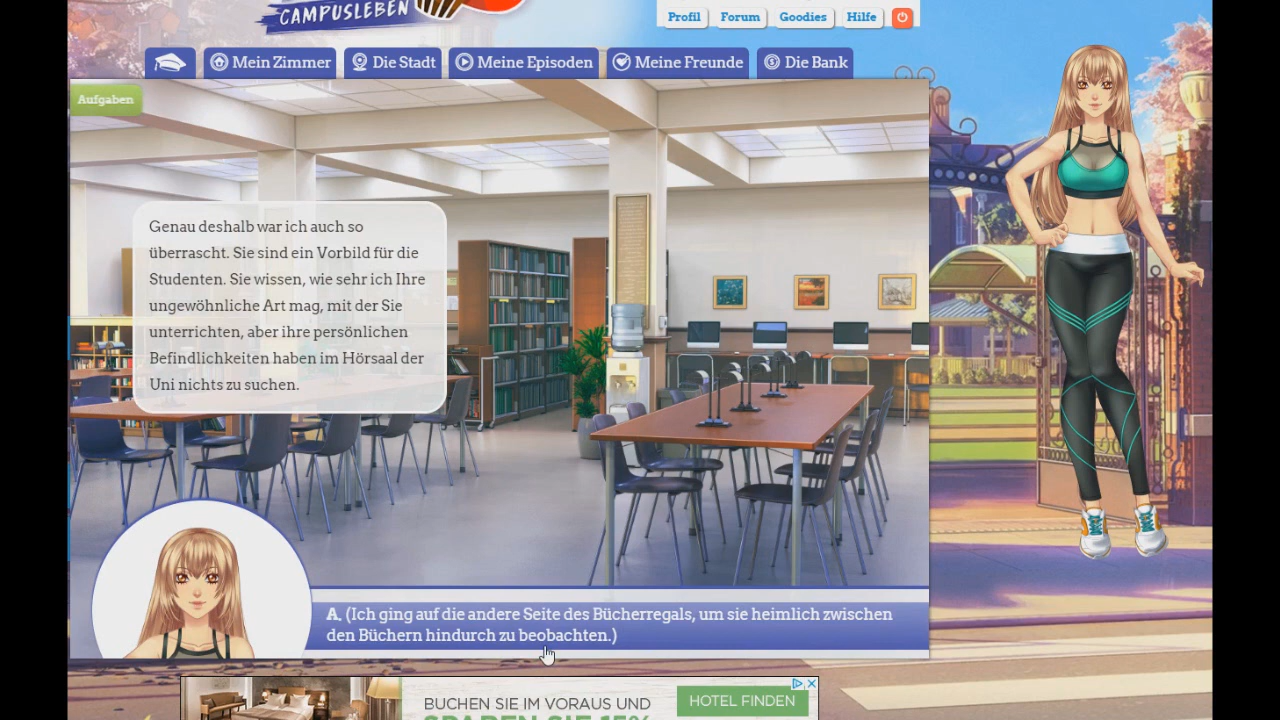 CAMPUSLEBEN
Profil
Forum
Goodies
Hilfe
Mein Zimmer
Die Stadt
Meine Episoden
Meine Freunde
Die Bank
Aufgaben
Genau deshalb war ich auch so
überrascht. Sie sind ein Vorbild für die
Studenten. Sie wissen, wie sehr ich Ihre
ungewöhnliche Art mag, mit der Sie
unterrichten, aber ihre persönlichen
Befindlichkeiten haben im Hörsaal der
Uni nichts zu suchen.
A. (Ich ging auf die andere Seite des Bücherregals, um sie heimlich zwischen
den Büchern hindurch zu beobachten.)
BUCHEN SIE IM VORAUS UND
SPAREN SIE 15%
HOTEL FINDEN